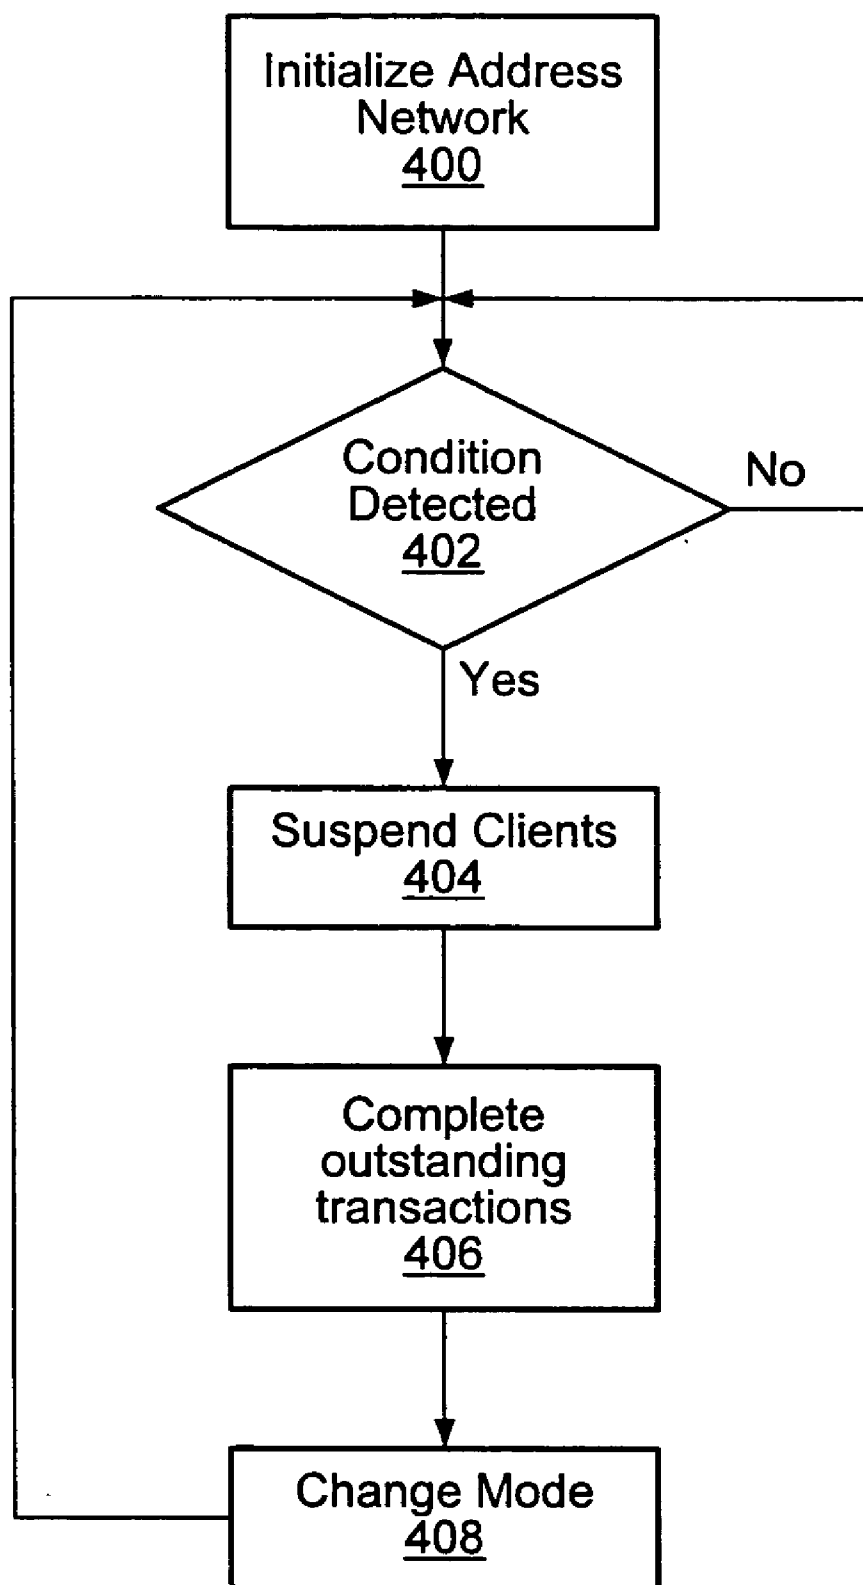 Initialize Address
Network
400
Condition
Detected
402
No
Yes
Suspend Clients
404
Complete
outstanding
transactions
406
Change Mode
408